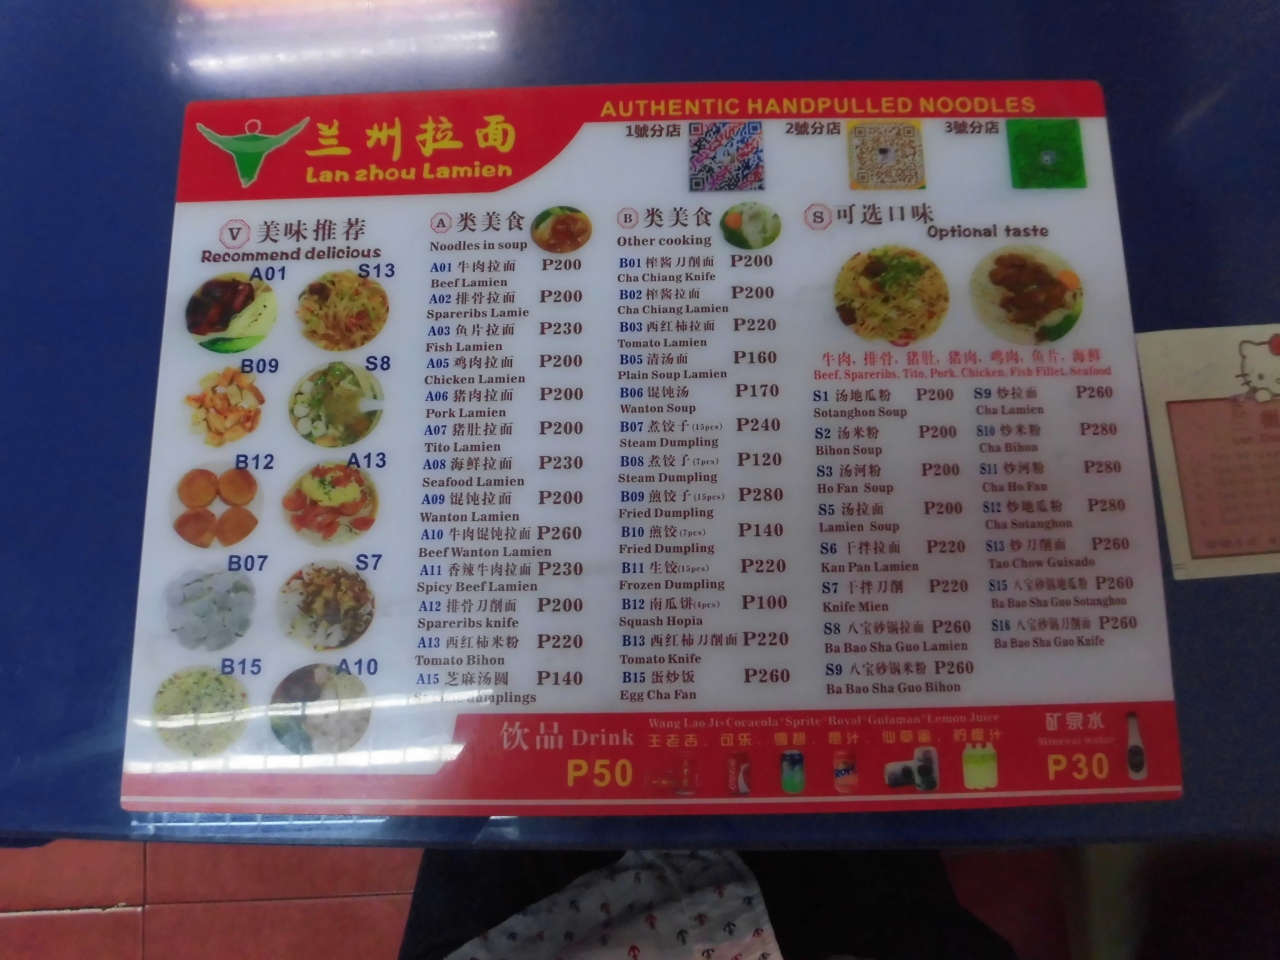 AUTHENTIC HANDPULLED NOODLES
兰州拉面
Lan zhou Lamien
1號分店
2號分店
3號分店
V 美味推荐
Recommend delicious
A01
S13
B09
S8
B12
A13
B07
S7
B15
A10
A 类美食
Noodles in soup
A01 牛肉拉面 P200
Beef Lamien
A02 排骨拉面 P200
Spareribs Lamie
A03 鱼片拉面 P230
Fish Lamien
A05 鸡肉拉面 P200
Chicken Lamien
A06 猪肉拉面 P200
Pork Lamien
A07 猪肚拉面 P200
Tito Lamien
A08 海鲜拉面 P230
Seafood Lamien
A09 馄饨拉面 P200
Wanton Lamien
A10 牛肉馄饨拉面 P260
Beef Wanton Lamien
A11 香辣牛肉拉面 P230
Spicy Beef Lamien
A12 排骨刀削面 P200
Spareribs knife
A13 西红柿米粉 P220
Tomato Bihon
A15 芝麻汤圆 P140
dumplings
B 类美食
Other cooking
B01 榨酱刀削面 P200
Cha Chiang Knife
B02 榨酱拉面 P200
Cha Chiang Lamien
B03 西红柿拉面 P220
Tomato Lamien
B05 清汤面 P160
Plain Soup Lamien
B06 馄饨汤 P170
Wanton Soup
B07 煮饺子(15pcs) P240
Steam Dumpling
B08 煮饺子(7pcs) P120
Steam Dumpling
B09 煎饺子(15pcs) P280
Fried Dumpling
B10 煎饺(7pcs) P140
Fried Dumpling
B11 生饺(15pcs) P220
Frozen Dumpling
B12 南瓜饼(4pcs) P100
Squash Hopia
B13 西红柿刀削面 P220
Tomato Knife
B15 蛋炒饭 P260
Egg Cha Fan
S 可选口味
Optional taste
牛肉, 排骨, 猪肚, 猪肉, 鸡肉, 鱼片, 海鲜
Beef, Spareribs, Tito, Pork, Chicken, Fish Fillet, Seafood
S1 汤地瓜粉 P200
Sotanghon Soup
S2 汤米粉 P200
Bihon Soup
S3 汤河粉 P200
Ho Fan Soup
S5 汤拉面 P200
Lamien Soup
S6 干拌拉面 P220
Kan Pan Lamien
S7 干拌刀削 P220
Knife Mien
S8 八宝砂锅拉面 P260
Ba Bao Sha Guo Lamien
S9 八宝砂锅米粉 P260
Ba Bao Sha Guo Bihon
S9 炒拉面 P260
Cha Lamien
S10 炒米粉 P280
Cha Bihon
S11 炒河粉 P280
Cha Ho Fan
S12 炒地瓜粉 P280
Cha Sotanghon
S13 炒刀削面 P260
Tao Chow Guisado
S15 八宝砂锅地瓜粉 P260
Ba Bao Sha Guo Sotanghon
S16 八宝砂锅刀削面 P260
Ba Bao Sha Guo Knife
饮品 Drink
P50
Wang Lao Ji*Cocacola*Sprite*Royal*Gulaman*Lemon Juice
王老吉、可乐、雪碧、橙汁、仙草蜜、柠檬汁
矿泉水
Mineral water
P30